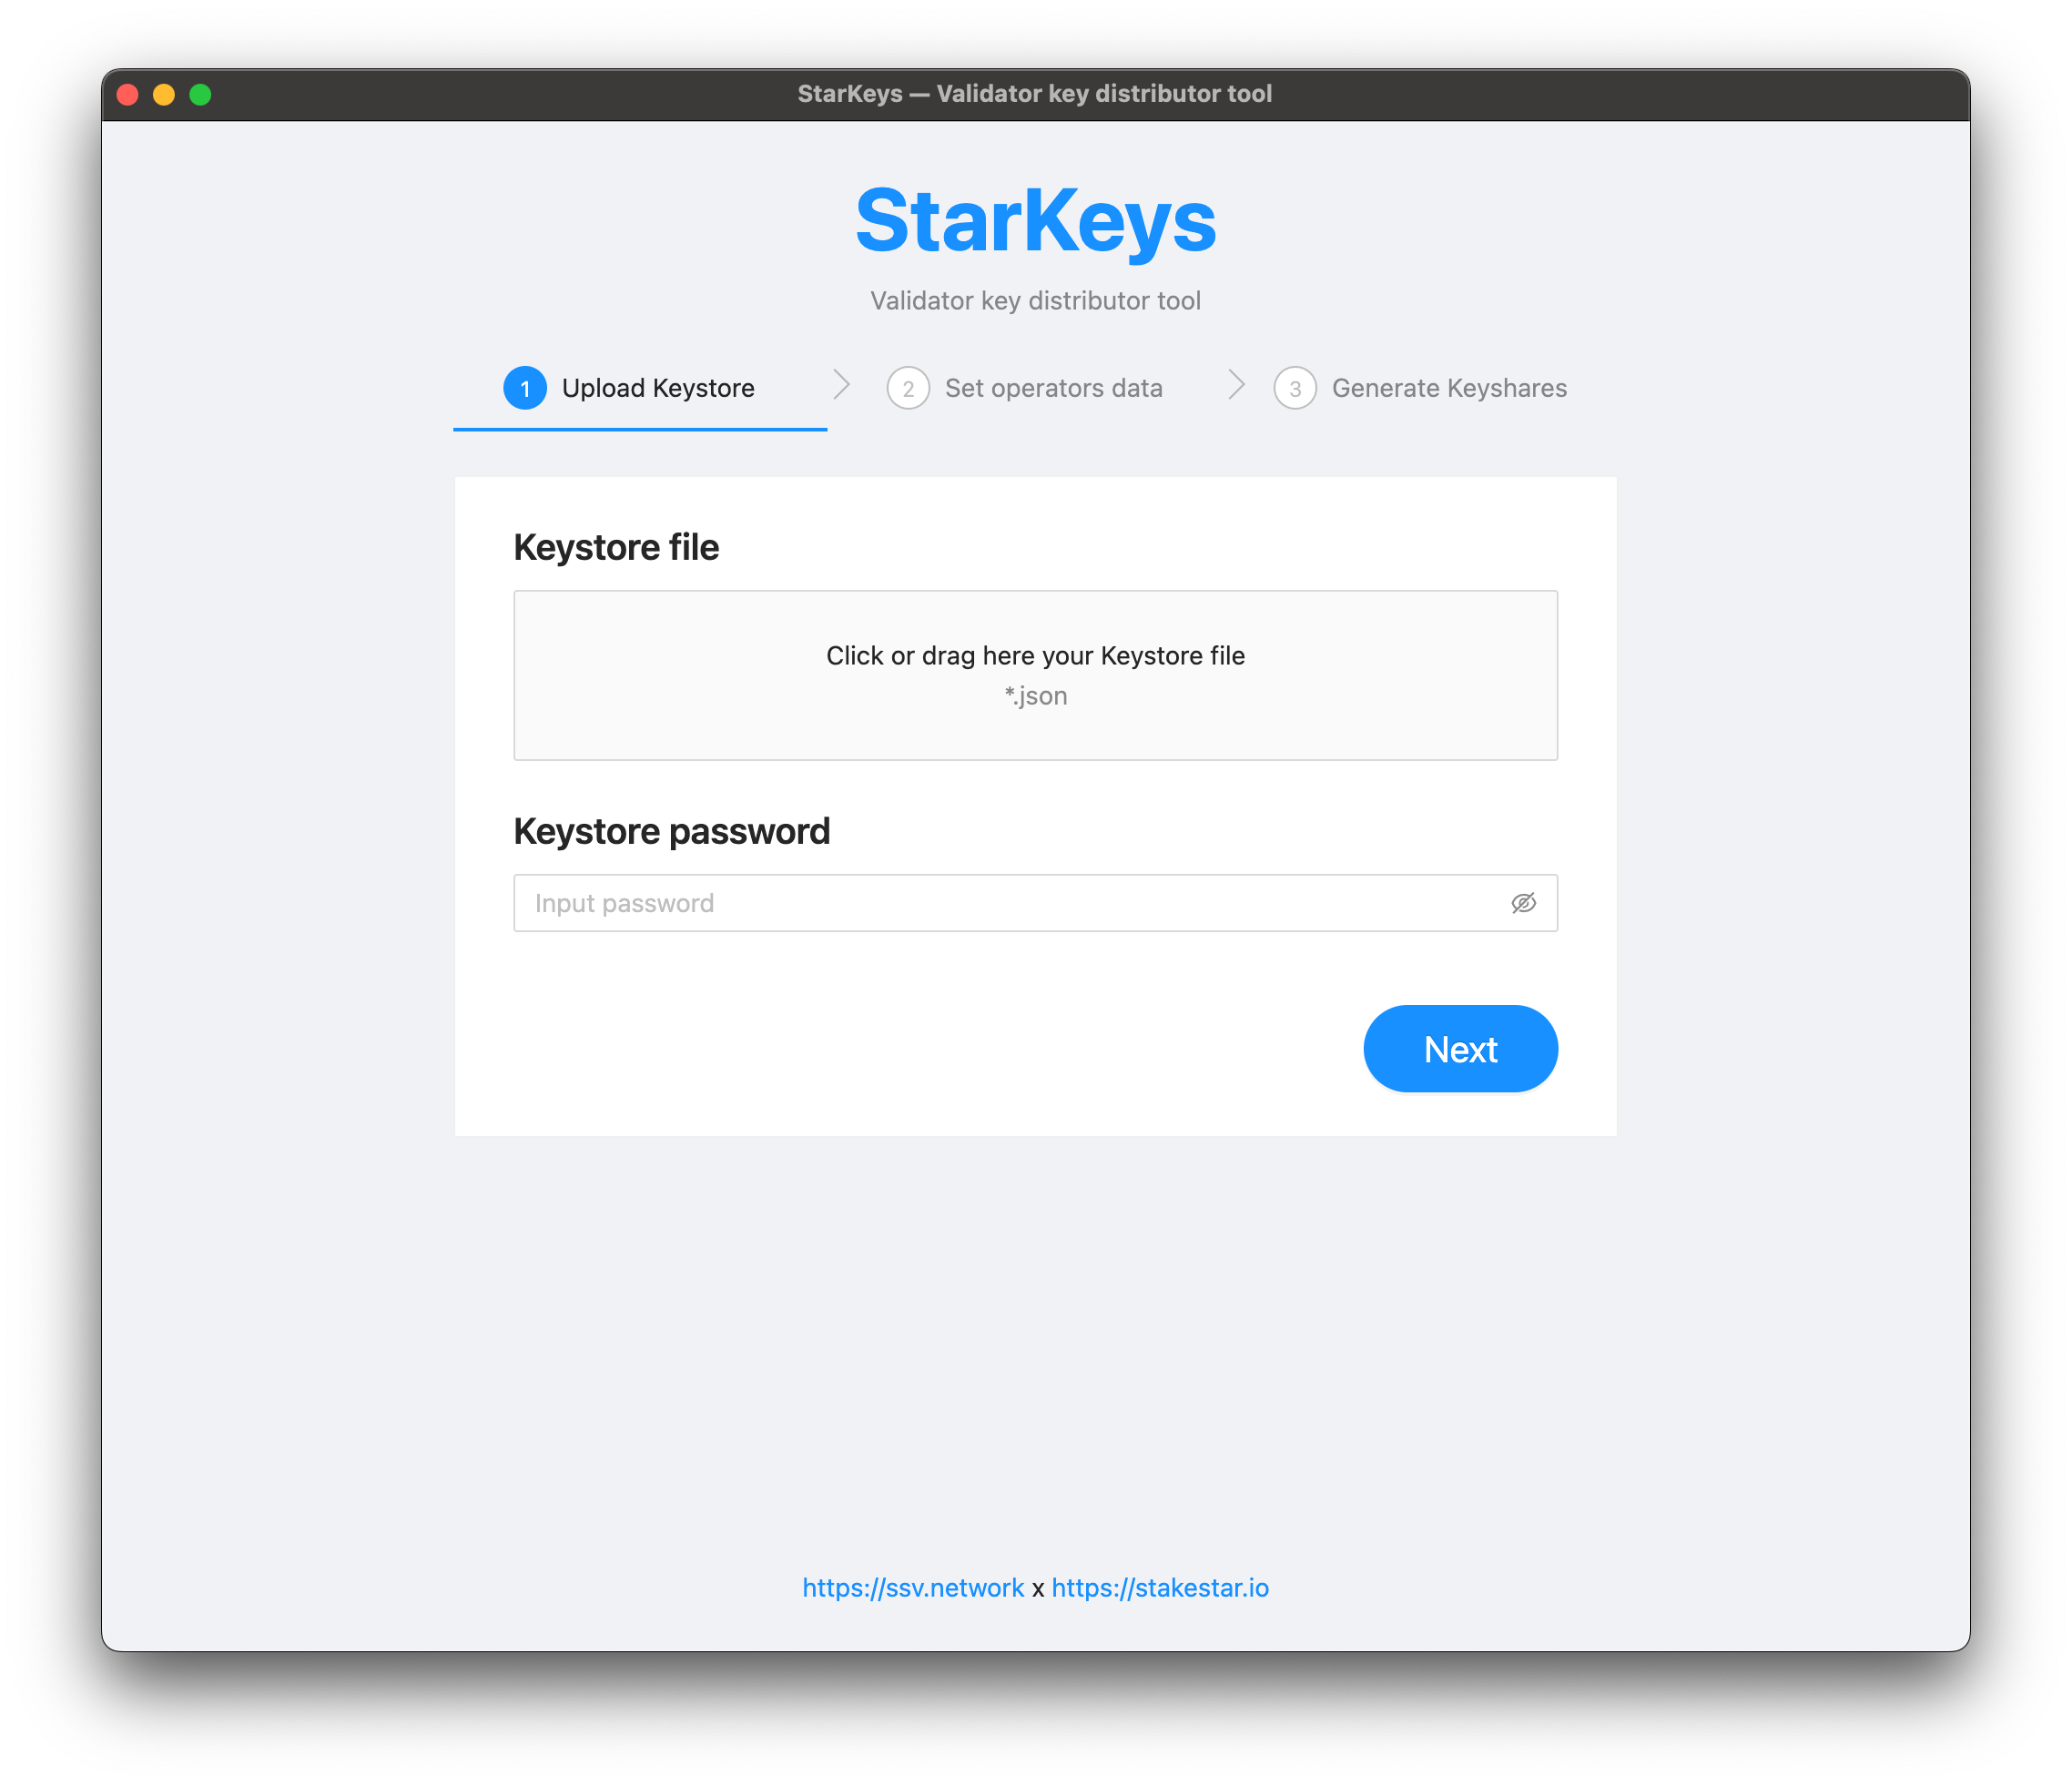 StarKeys — Validator key distributor tool
StarKeys
Validator key distributor tool
1 Upload Keystore
2 Set operators data
3 Generate Keyshares
Keystore file
Click or drag here your Keystore file
*.json
Keystore password
Input password
Next
https://ssv.network x https://stakestar.io